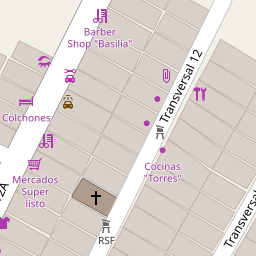 Barber
Shop "Basilia"
Transversal 12
Colchones
Cocinas
"Torres"
Mercados
Super
listo
Transversal
RSF